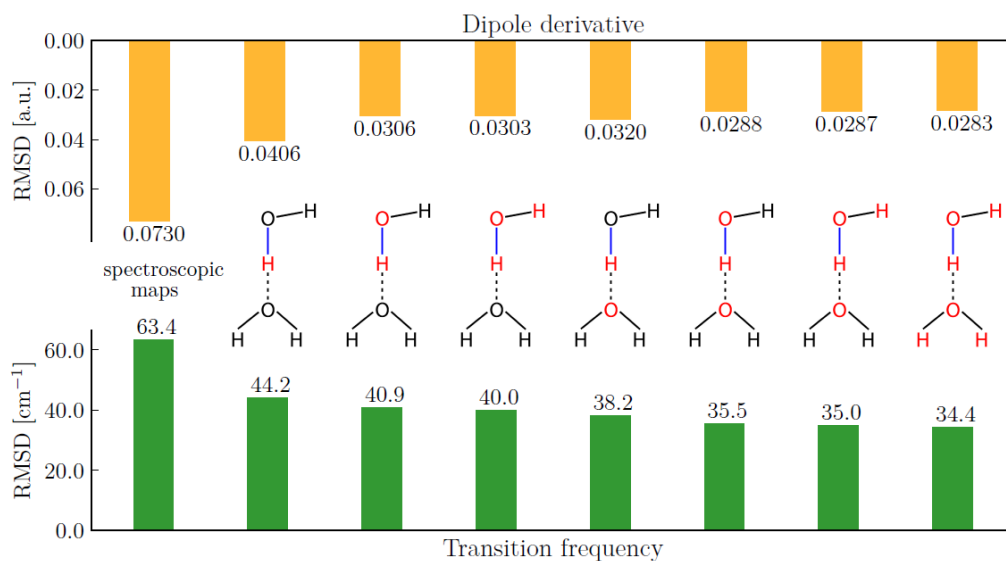 Dipole derivative
RMSD [a.u.]
0.00
0.02
0.04
0.06
0.0730
0.0406
0.0306
0.0303
0.0320
0.0288
0.0287
0.0283
spectroscopic
maps
O H
H
O
H H
O H
H
O
H H
O H
H
O
H H
O H
H
O
H H
O H
H
O
H H
O H
H
O
H H
O H
H
O
H H
RMSD [cm⁻¹]
60.0
40.0
20.0
0.0
63.4
44.2
40.9
40.0
38.2
35.5
35.0
34.4
Transition frequency